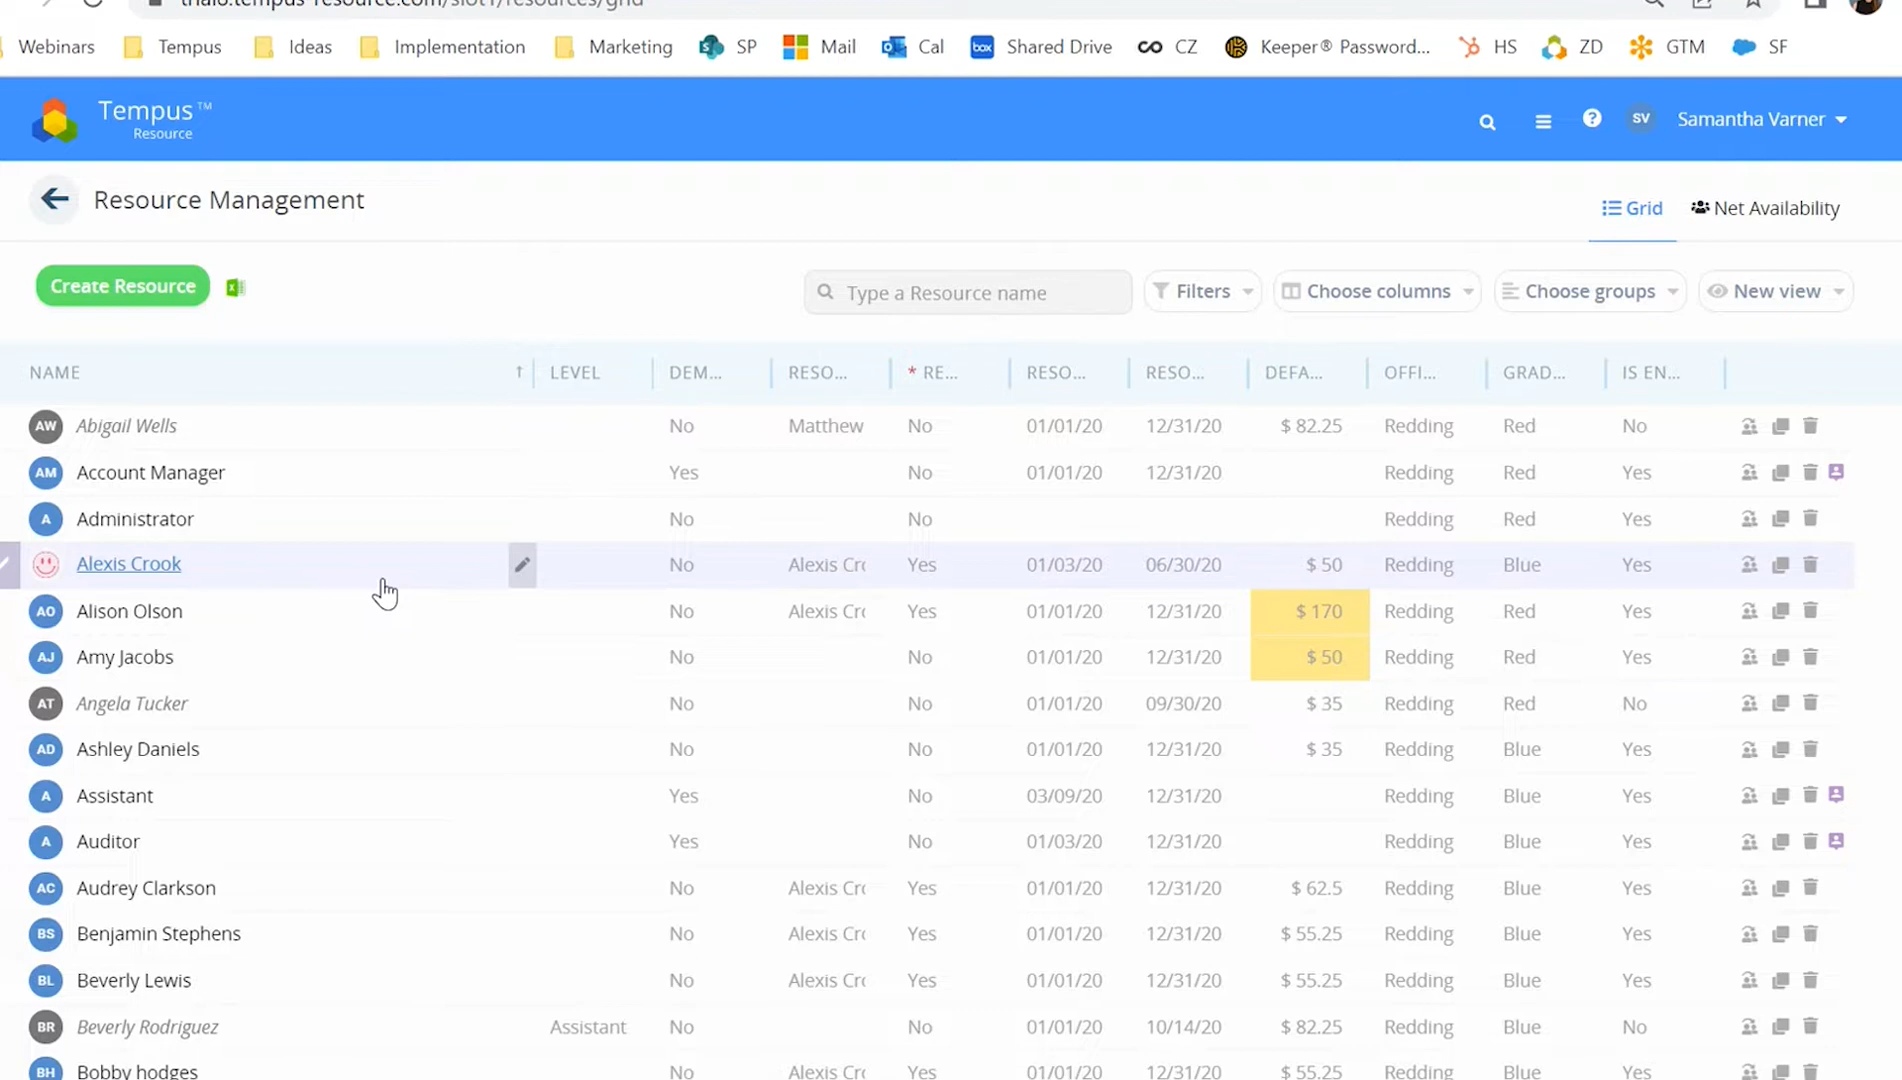 Webinars Tempus Ideas Implementation Marketing SP Mail Cal box Shared Drive CZ Keeper® Password... HS ZD GTM SF
Tempus™
Resource
SV Samantha Varner
Resource Management
Grid Net Availability
Create Resource
Type a Resource name Filters Choose columns Choose groups New view
NAME ↑ LEVEL DEM... RESO... * RE... RESO... RESO... DEFA... OFFI... GRAD... IS EN...
AW Abigail Wells No Matthew No 01/01/20 12/31/20 $ 82.25 Redding Red No
AM Account Manager Yes No 01/01/20 12/31/20 Redding Red Yes
A Administrator No No Redding Red Yes
Alexis Crook No Alexis Cr Yes 01/03/20 06/30/20 $ 50 Redding Blue Yes
AO Alison Olson No Alexis Cr Yes 01/01/20 12/31/20 $ 170 Redding Red Yes
AJ Amy Jacobs No No 01/01/20 12/31/20 $ 50 Redding Red Yes
AT Angela Tucker No No 01/01/20 09/30/20 $ 35 Redding Red No
AD Ashley Daniels No No 01/01/20 12/31/20 $ 35 Redding Blue Yes
A Assistant Yes No 03/09/20 12/31/20 Redding Blue Yes
A Auditor Yes No 01/03/20 12/31/20 Redding Blue Yes
AC Audrey Clarkson No Alexis Cr Yes 01/01/20 12/31/20 $ 62.5 Redding Blue Yes
BS Benjamin Stephens No Alexis Cr Yes 01/01/20 12/31/20 $ 55.25 Redding Blue Yes
BL Beverly Lewis No Alexis Cr Yes 01/01/20 12/31/20 $ 55.25 Redding Blue Yes
BR Beverly Rodriguez Assistant No No 01/01/20 10/14/20 $ 82.25 Redding Blue No
BH Bobby hodges No Alexis Cr Yes 01/01/20 12/31/20 $ 55.25 Redding Blue Yes